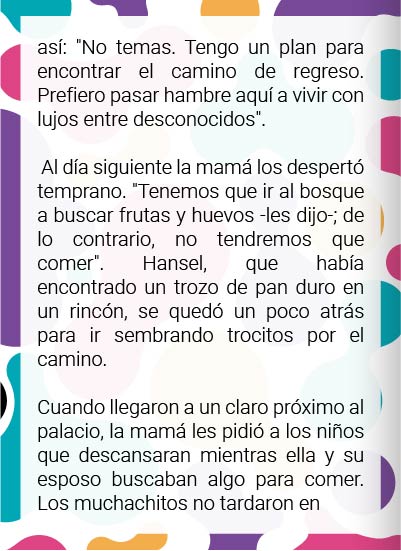 así: "No temas. Tengo un plan para
encontrar el camino de regreso.
Prefiero pasar hambre aquí a vivir con
lujos entre desconocidos".
Al día siguiente la mamá los despertó
temprano. "Tenemos que ir al bosque
a buscar frutas y huevos -les dijo-; de
lo contrario, no tendremos que
comer". Hansel, que había
encontrado un trozo de pan duro en
un rincón, se quedó un poco atrás
para ir sembrando trocitos por el
camino.
Cuando llegaron a un claro próximo al
palacio, la mamá les pidió a los niños
que descansaran mientras ella y su
esposo buscaban algo para comer.
Los muchachitos no tardaron en